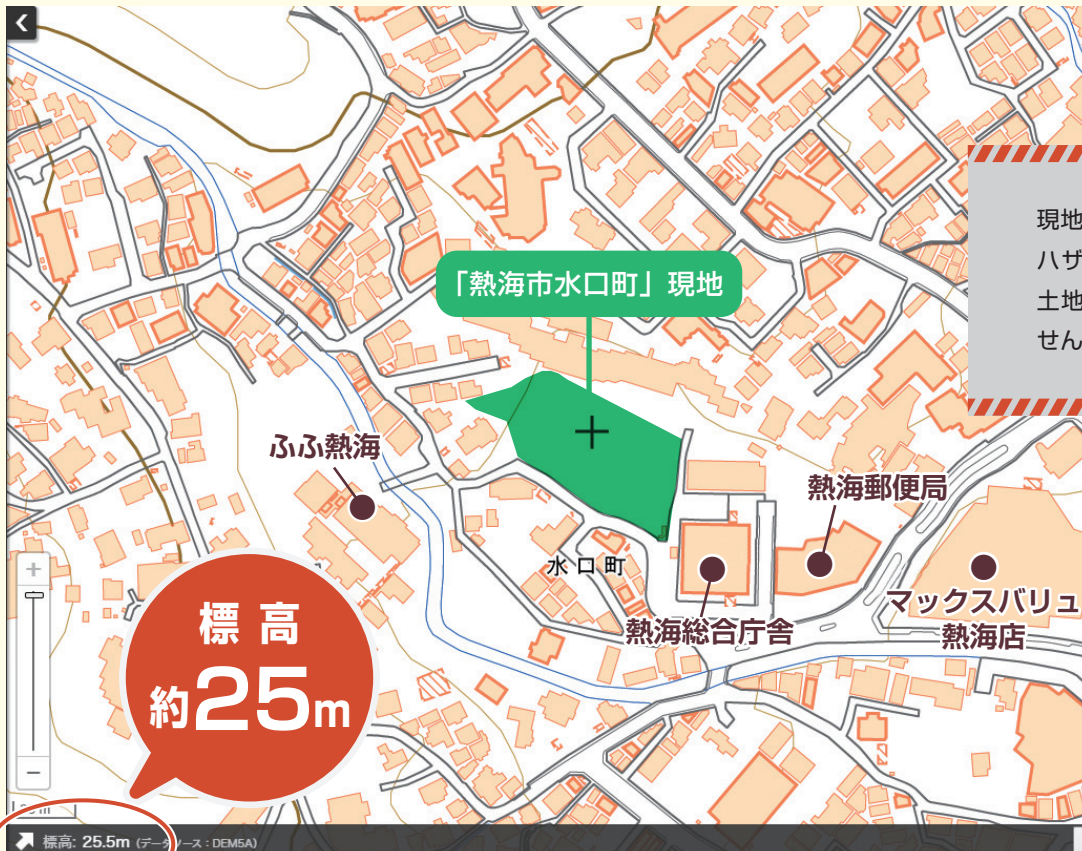 現地
ハザ
土地
せん
「熱海市水口町」現地
ふふ熱海
熱海郵便局
水口町
マックスバリュ
熱海店
熱海総合庁舎
標高
約25m
標高: 25.5m (データソース：DEM5A)